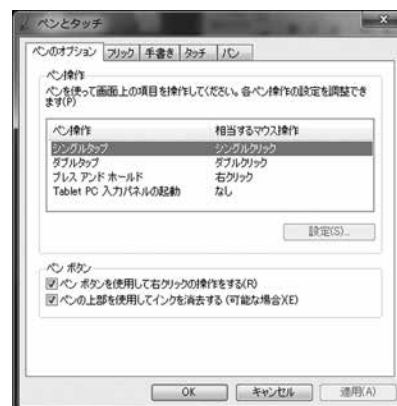 ペンとタッチ
ペンのオプション フリック 手書き タッチ パン
ペン操作
ペンを使って画面上の項目を操作してください。各ペン操作の設定を調整でき
ます(P)
ペン操作 相当するマウス操作
シングルタップ シングルクリック
ダブルタップ ダブルクリック
プレス アンド ホールド 右クリック
Tablet PC 入力パネルの起動 なし
設定(S)...
ペン ボタン
ペン ボタンを使用して右クリックの操作をする(R)
ペンの上部を使用してインクを消去する (可能な場合)(E)
OK キャンセル 適用(A)